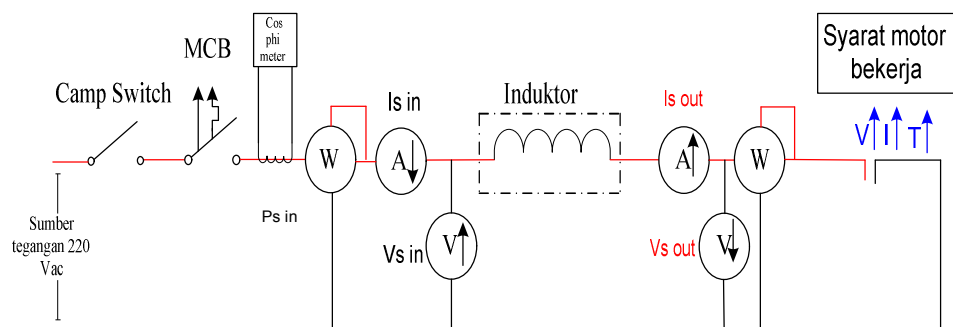 Cos
phi
meter
MCB
Camp Switch
Sumber
tegangan 220
Vac
W
Ps in
Is in
A
Vs in
V
Induktor
Is out
A
W
Vs out
V
Syarat motor
bekerja
V I T